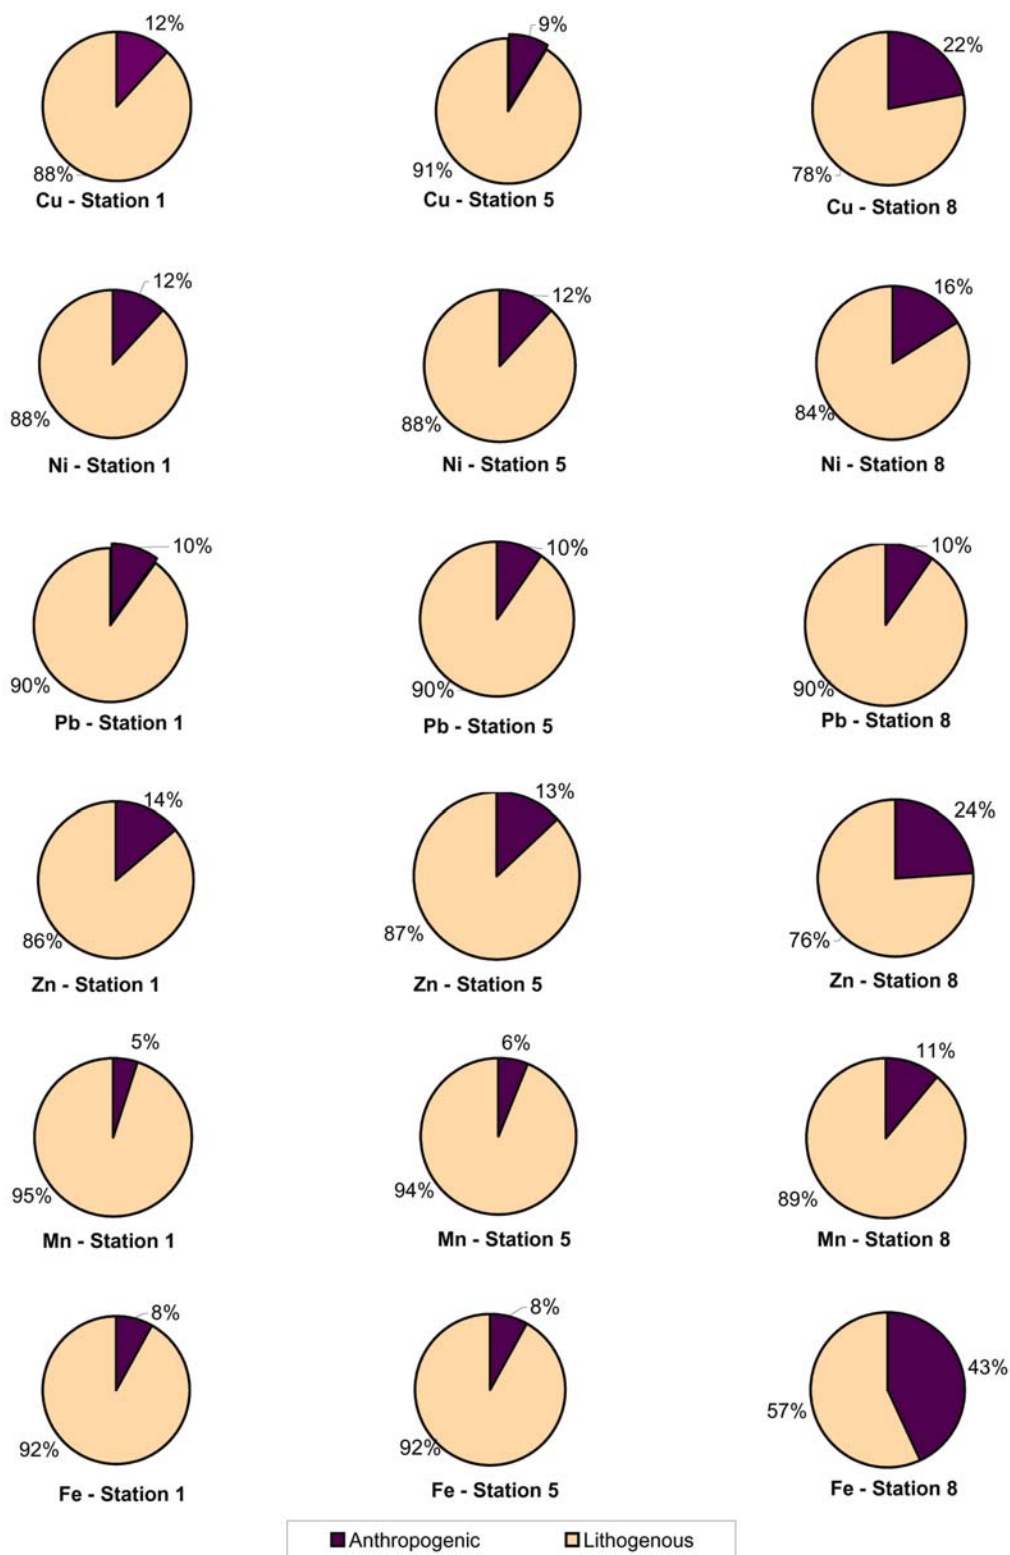 12%
9%
22%
88%
91%
78%
Cu - Station 1
Cu - Station 5
Cu - Station 8
12%
12%
16%
88%
88%
84%
Ni - Station 1
Ni - Station 5
Ni - Station 8
10%
10%
10%
90%
90%
90%
Pb - Station 1
Pb - Station 5
Pb - Station 8
14%
13%
24%
86%
87%
76%
Zn - Station 1
Zn - Station 5
Zn - Station 8
5%
6%
11%
95%
94%
89%
Mn - Station 1
Mn - Station 5
Mn - Station 8
8%
8%
43%
92%
92%
57%
Fe - Station 1
Fe - Station 5
Fe - Station 8
Anthropogenic Lithogenous